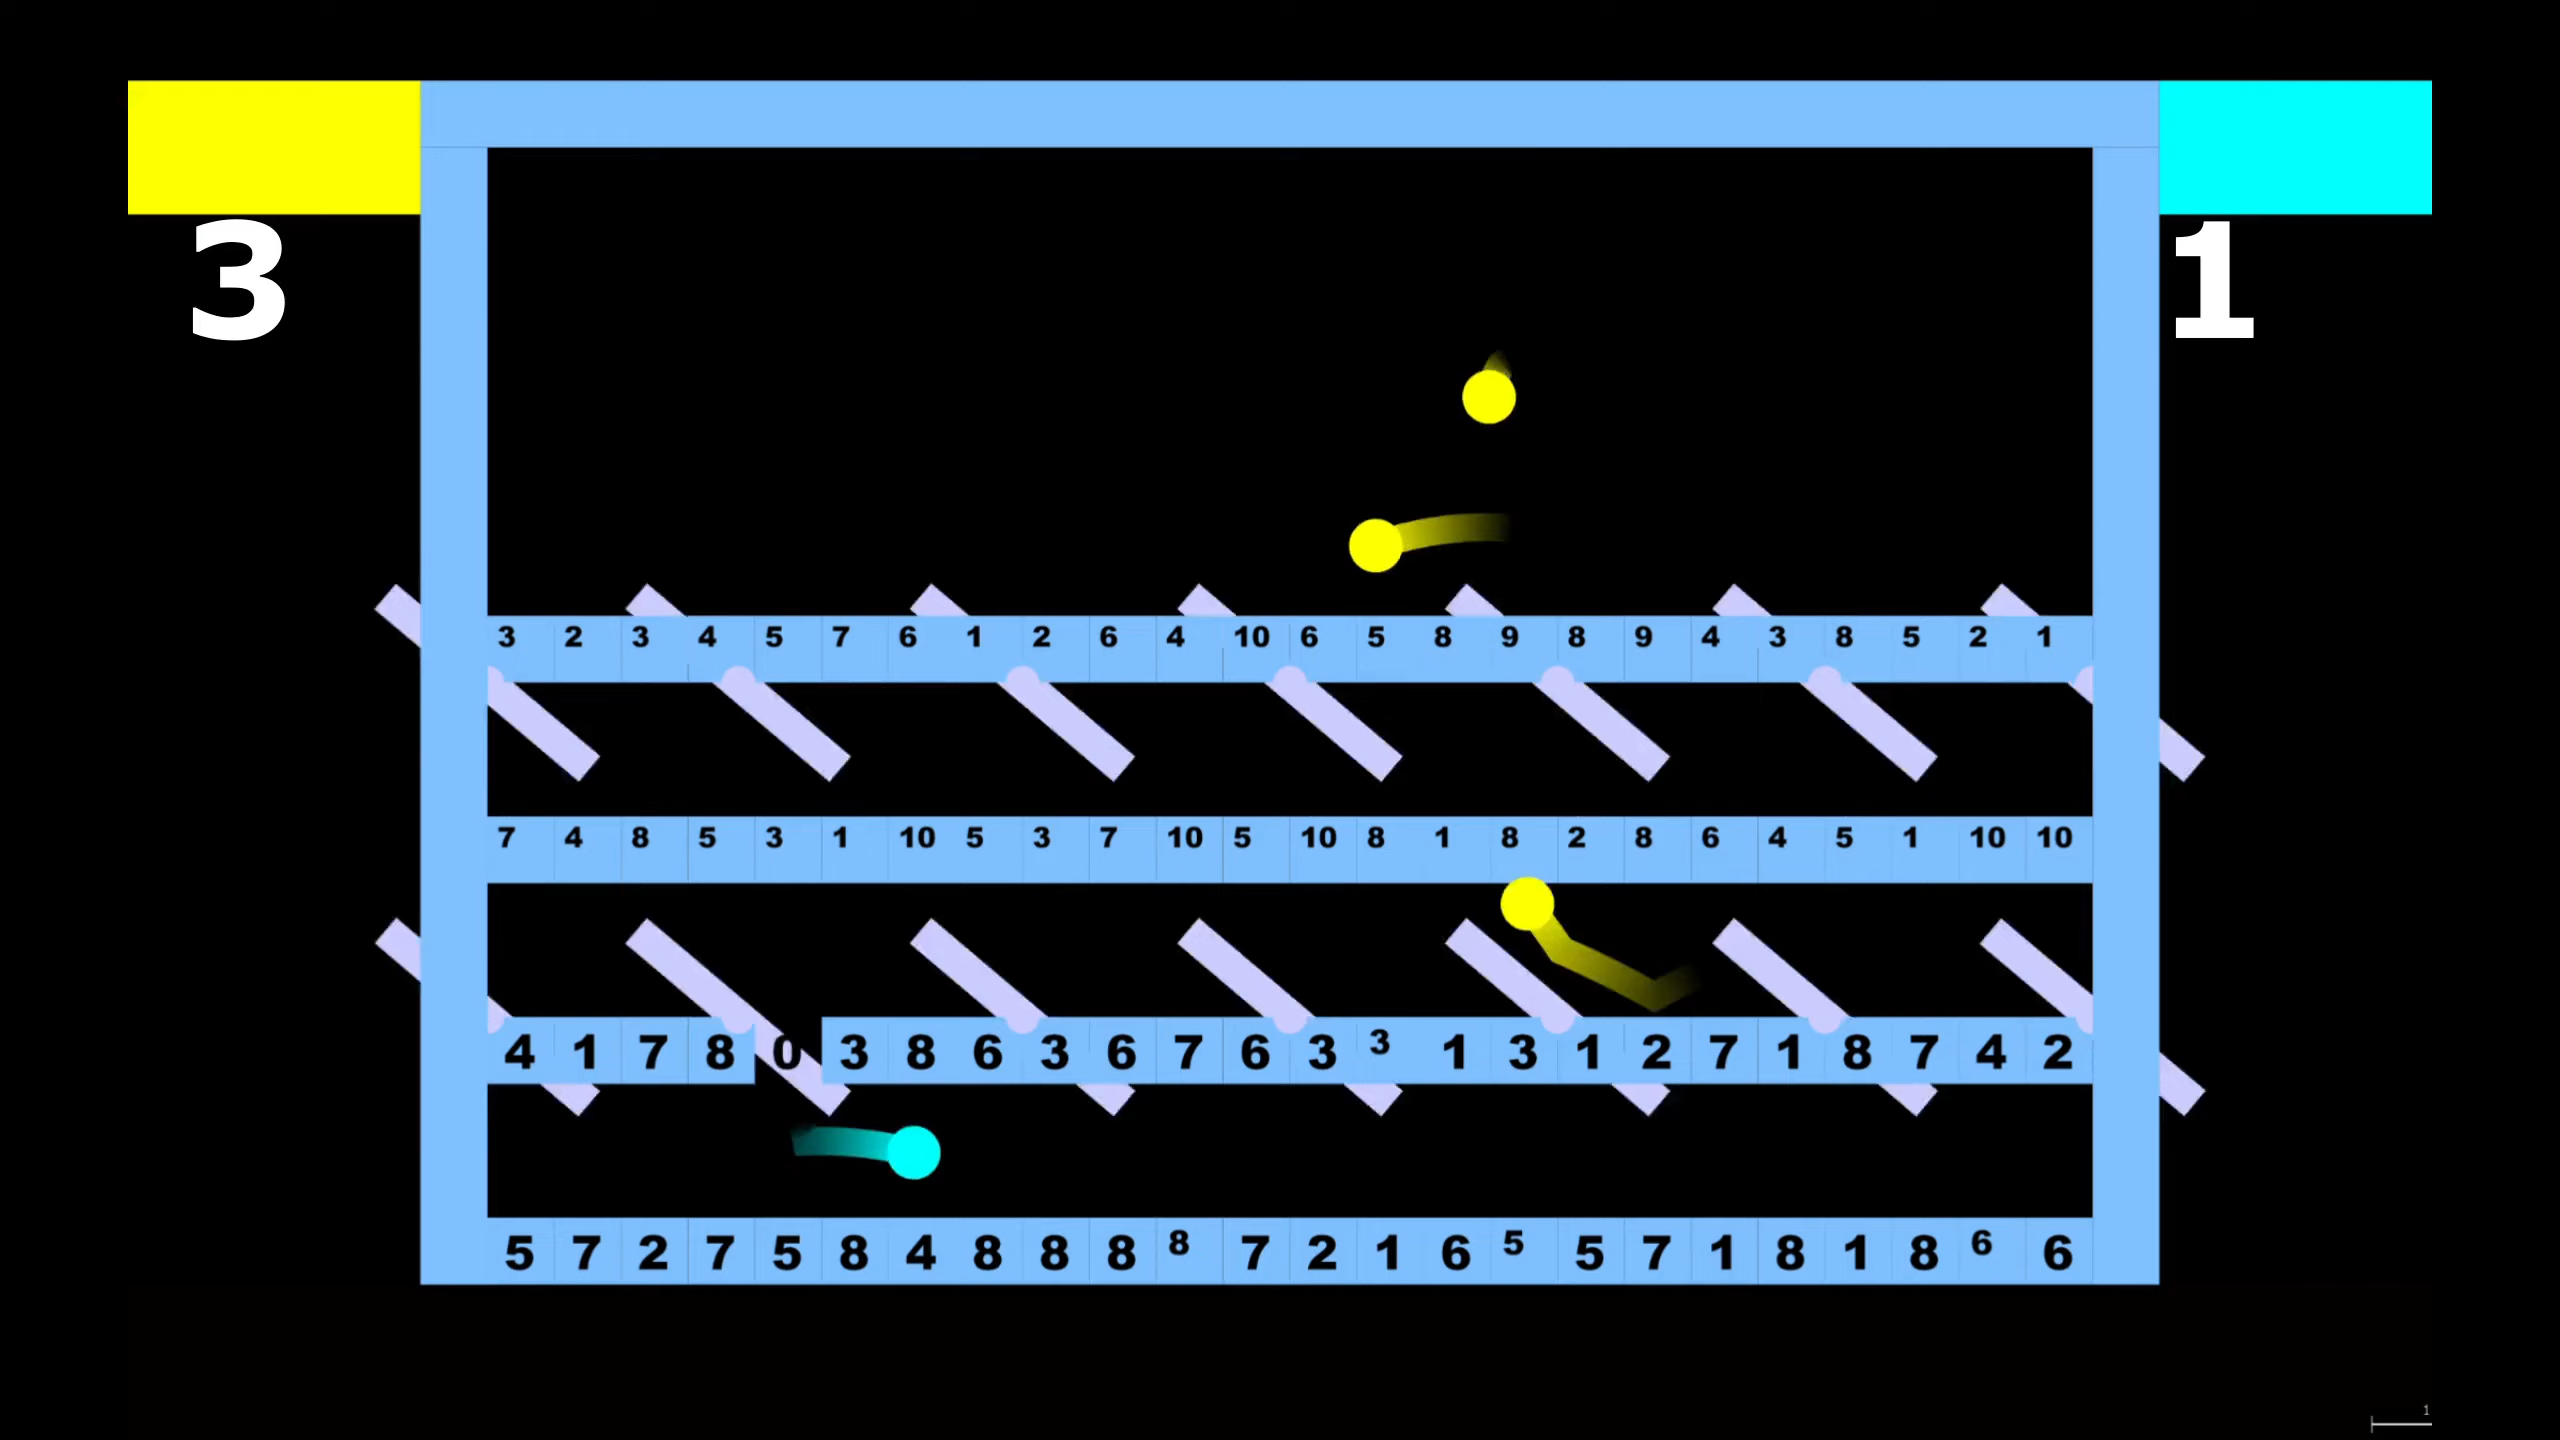 3 1
3 2 3 4 5 7 6 1 2 6 4 10 6 5 8 9 8 9 4 3 8 5 2 1
7 4 8 5 3 1 10 5 3 7 10 5 10 8 1 8 2 8 6 4 5 1 10 10
4 1 7 8 0 3 8 6 3 6 7 6 3 3 1 3 1 2 7 1 8 7 4 2
5 7 2 7 5 8 4 8 8 8 8 7 2 1 6 5 5 7 1 8 1 8 6 6
1